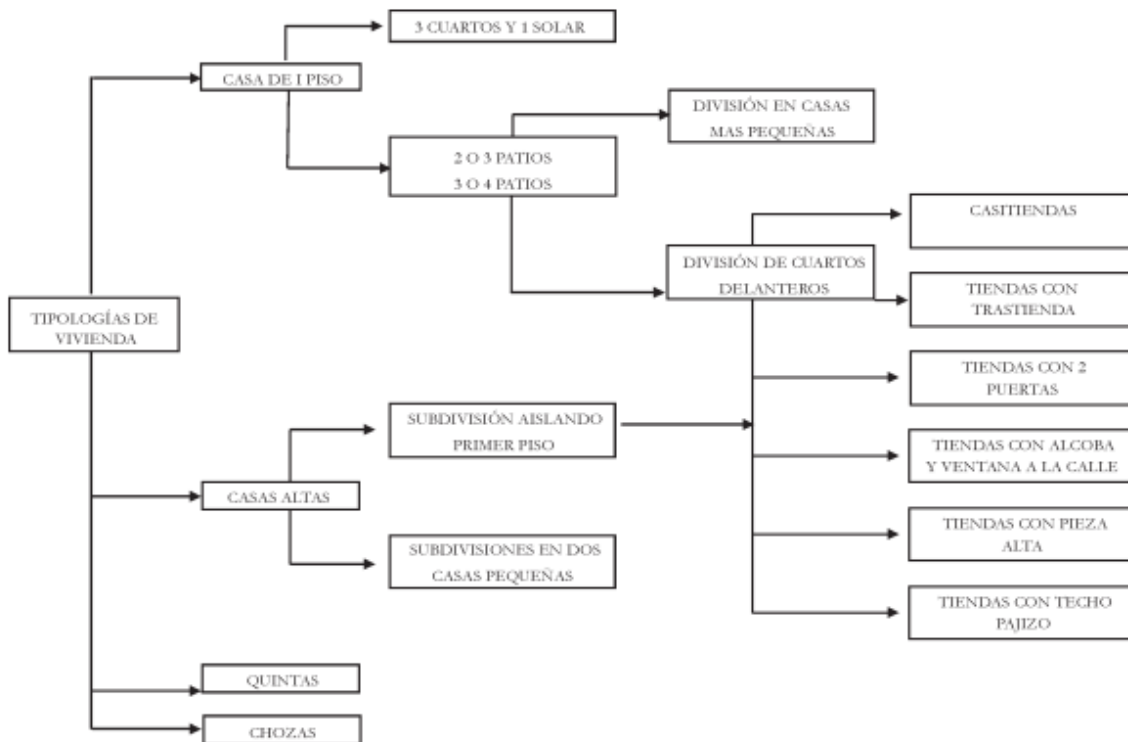 3 CUARTOS Y 1 SOLAR
CASA DE I PISO
DIVISIÓN EN CASAS
MAS PEQUEÑAS
2 O 3 PATIOS
3 O 4 PATIOS
CASITIENDAS
DIVISIÓN DE CUARTOS
DELANTEROS
TIENDAS CON
TRASTIENDA
TIPOLOGÍAS DE
VIVIENDA
TIENDAS CON 2
PUERTAS
SUBDIVISIÓN AISLANDO
PRIMER PISO
TIENDAS CON ALCOBA
Y VENTANA A LA CALLE
CASAS ALTAS
TIENDAS CON PIEZA
ALTA
SUBDIVISIONES EN DOS
CASAS PEQUEÑAS
TIENDAS CON TECHO
PAJIZO
QUINTAS
CHOZAS